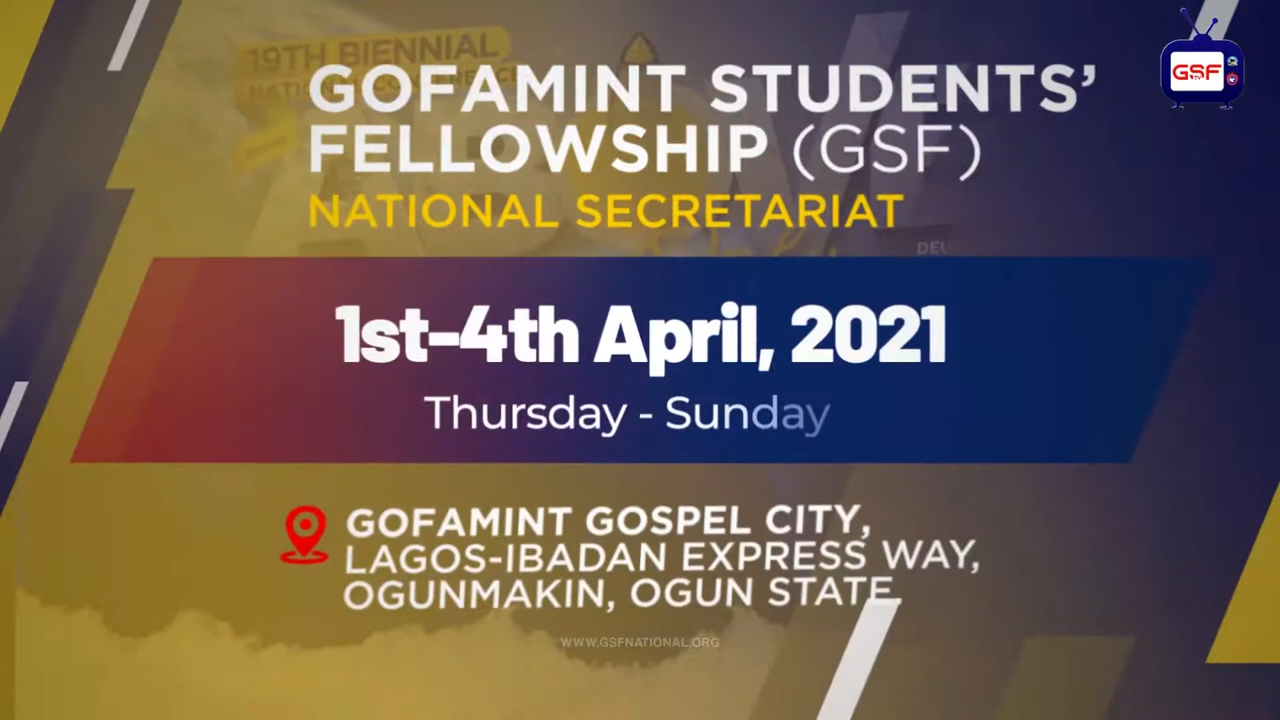 19TH BIENNIAL
GOFAMINT STUDENTS'
FELLOWSHIP (GSF)
NATIONAL SECRETARIAT
1st-4th April, 2021
Thursday - Sunday
GOFAMINT GOSPEL CITY,
LAGOS-IBADAN EXPRESS WAY,
OGUNMAKIN, OGUN STATE
WWW.GSFNATIONAL.ORG
GSF
TV